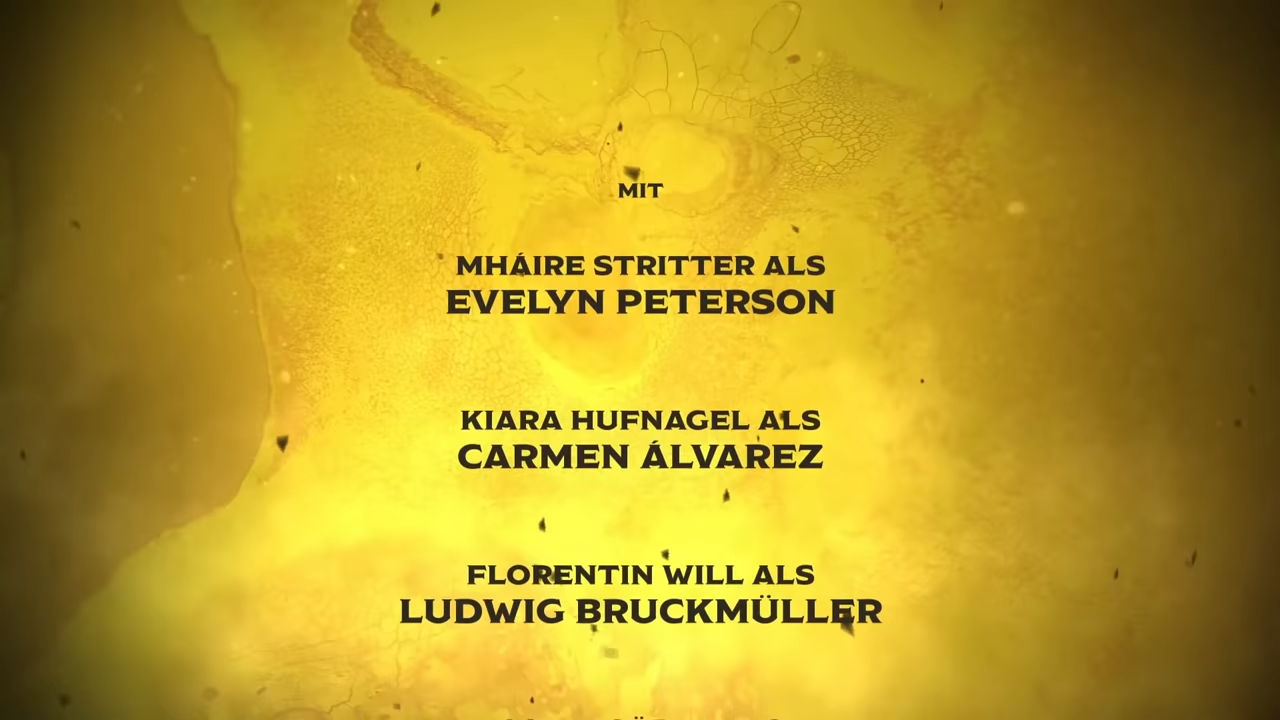 MIT
MHÁIRE STRITTER ALS
EVELYN PETERSON
KIARA HUFNAGEL ALS
CARMEN ÁLVAREZ
FLORENTIN WILL ALS
LUDWIG BRUCKMÜLLER